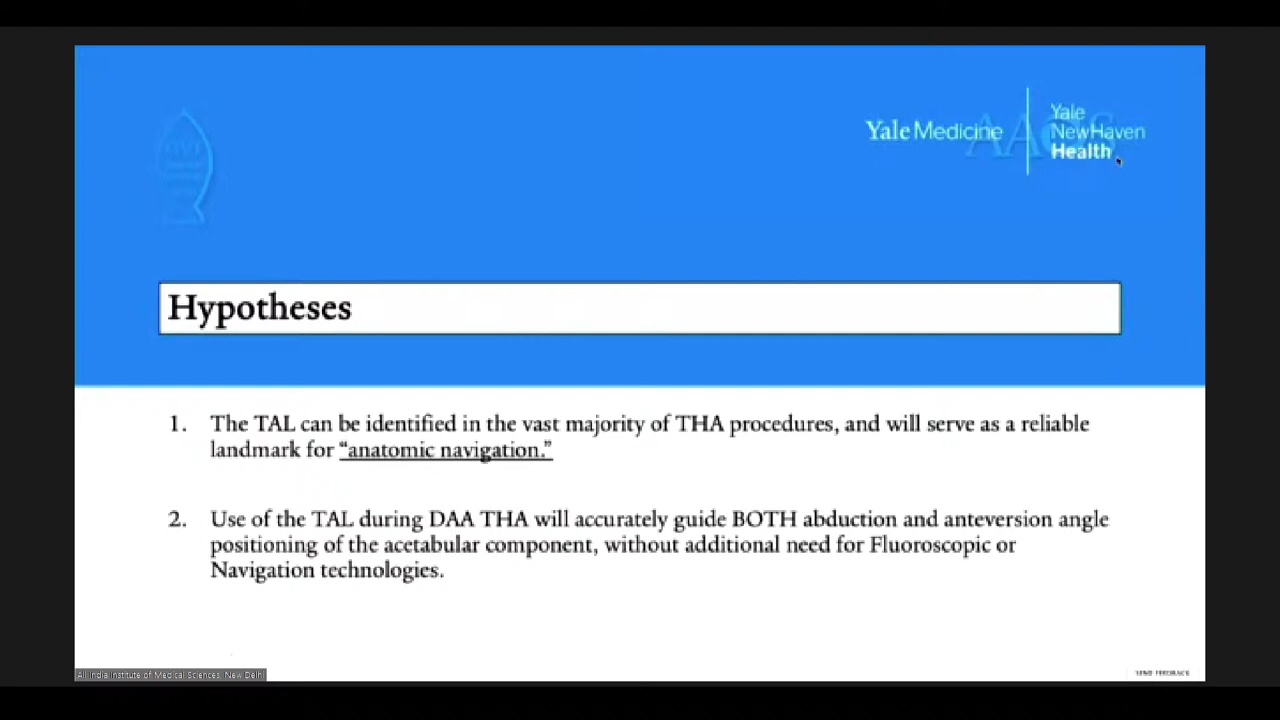 Yale Medicine
Yale
NewHaven
Health
AAOS
Hypotheses
1. The TAL can be identified in the vast majority of THA procedures, and will serve as a reliable
landmark for “anatomic navigation.”
2. Use of the TAL during DAA THA will accurately guide BOTH abduction and anteversion angle
positioning of the acetabular component, without additional need for Fluoroscopic or
Navigation technologies.
All India Institute of Medical Sciences, New Delhi
SEND FEEDBACK